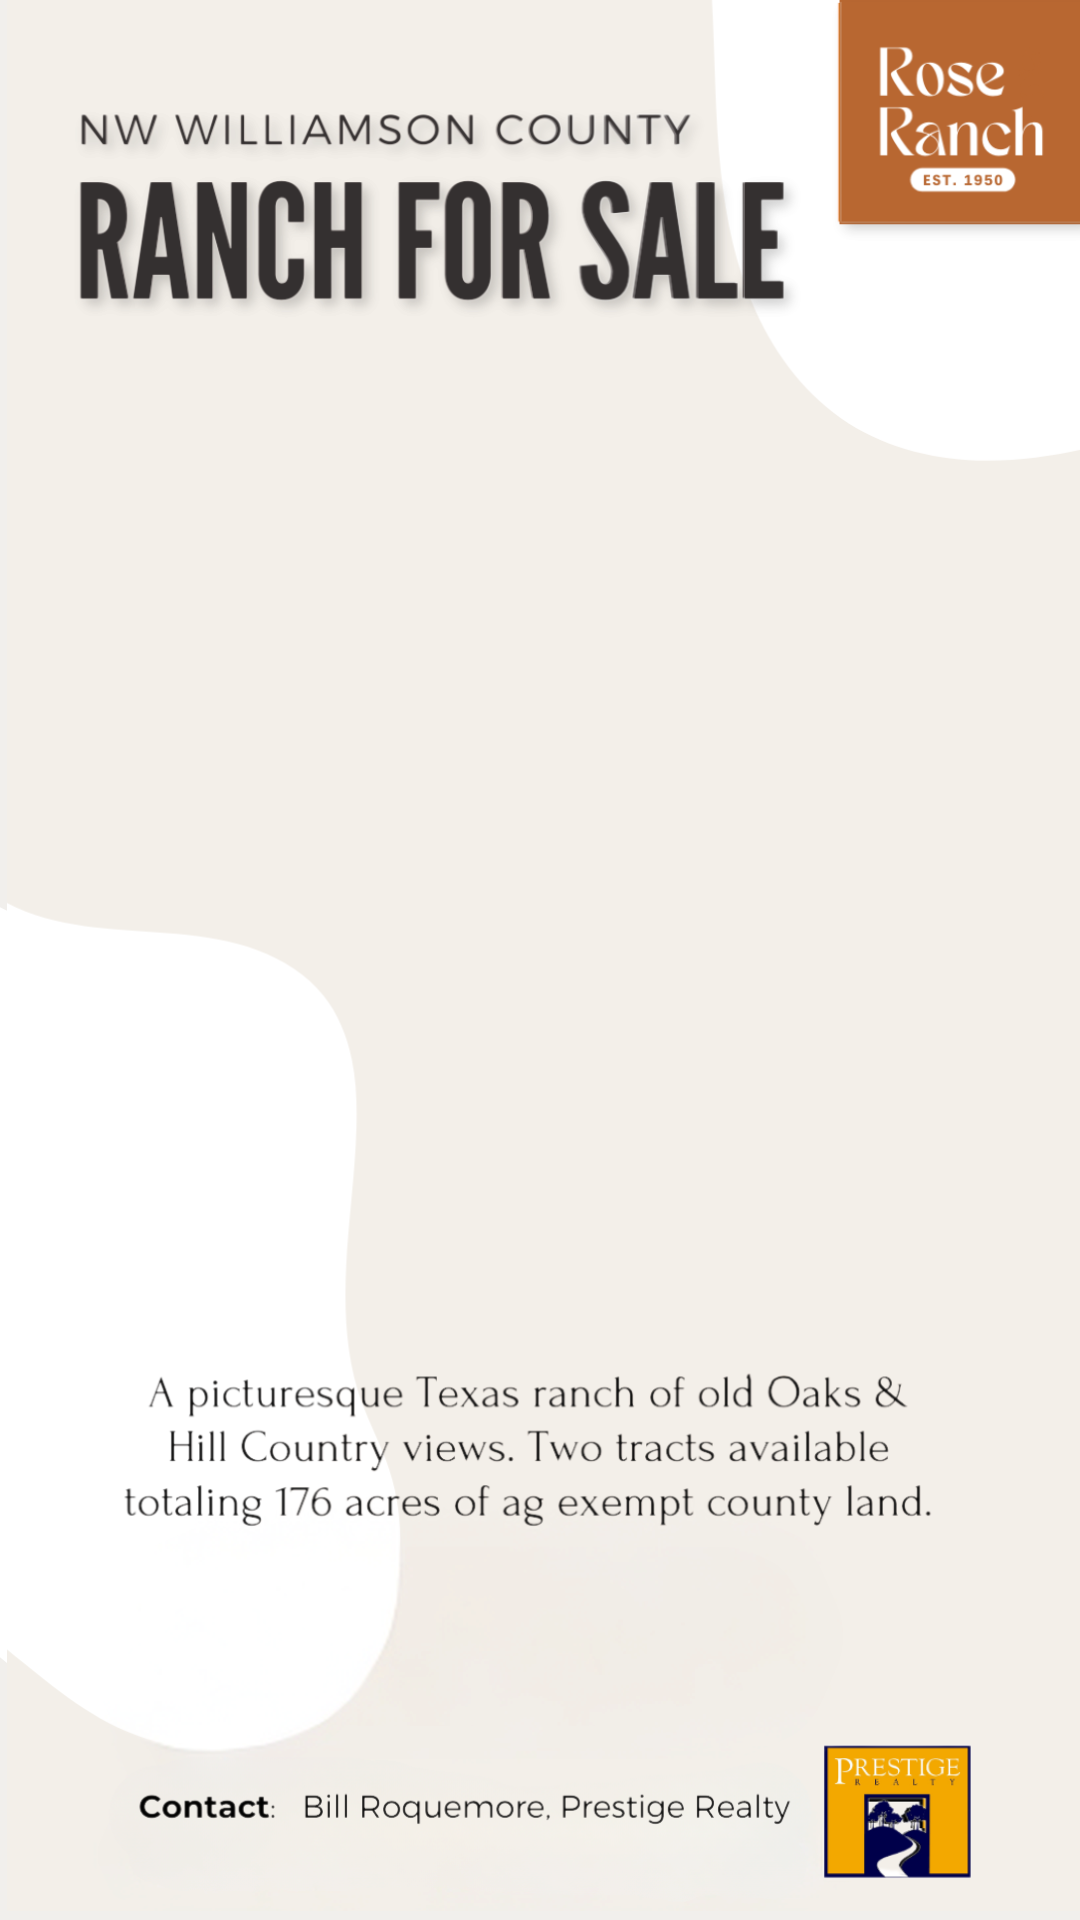 NW WILLIAMSON COUNTY
RANCH FOR SALE
Rose
Ranch
EST. 1950
A picturesque Texas ranch of old Oaks &
Hill Country views. Two tracts available
totaling 176 acres of ag exempt county land.
Contact: Bill Roquemore, Prestige Realty
PRESTIGE
REALTY